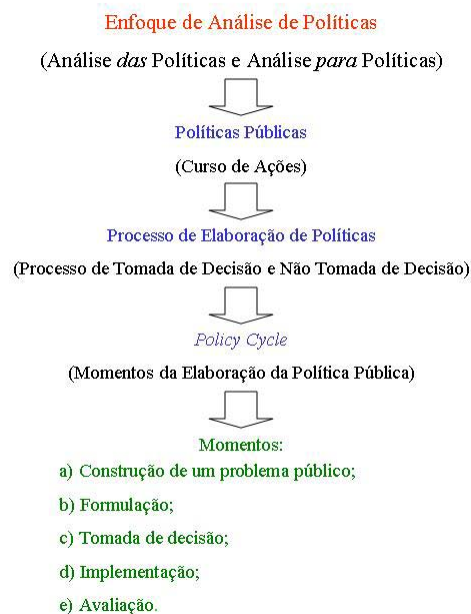 Enfoque de Análise de Políticas
(Análise das Políticas e Análise para Políticas)
Políticas Públicas
(Curso de Ações)
Processo de Elaboração de Políticas
(Processo de Tomada de Decisão e Não Tomada de Decisão)
Policy Cycle
(Momentos da Elaboração da Política Pública)
Momentos:
a) Construção de um problema público;
b) Formulação;
c) Tomada de decisão;
d) Implementação;
e) Avaliação.